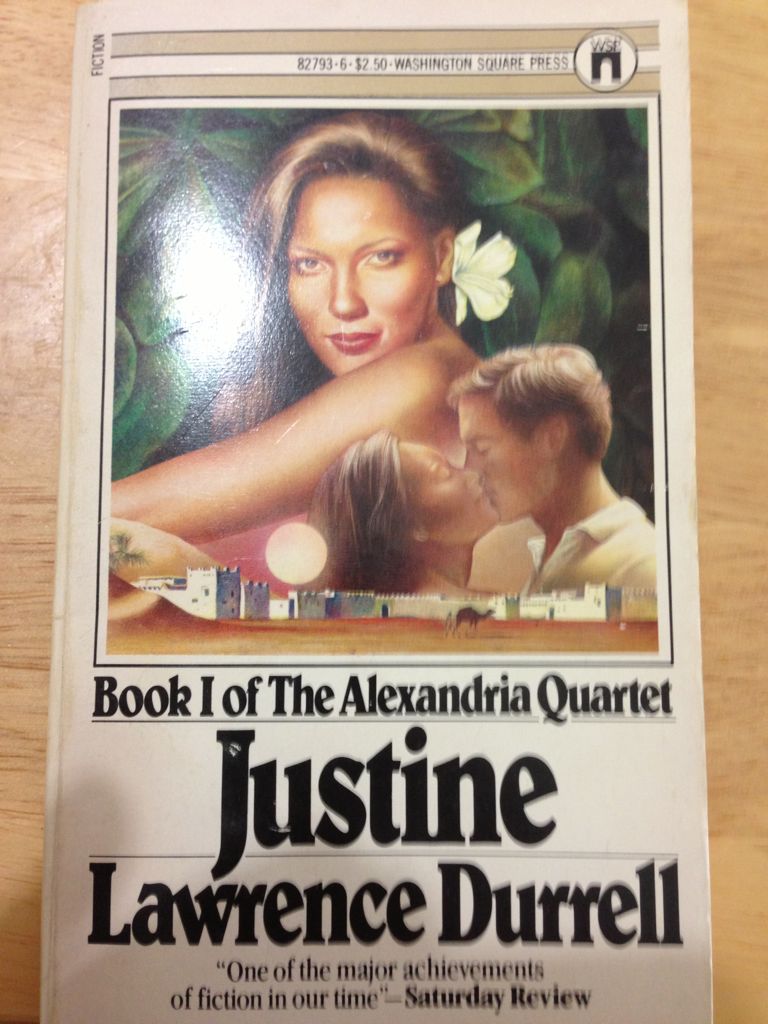 FICTION
82793-6·$2.50·WASHINGTON SQUARE PRESS
WSP
Book I of The Alexandria Quartet
Justine
Lawrence Durrell
“One of the major achievements
of fiction in our time”—Saturday Review